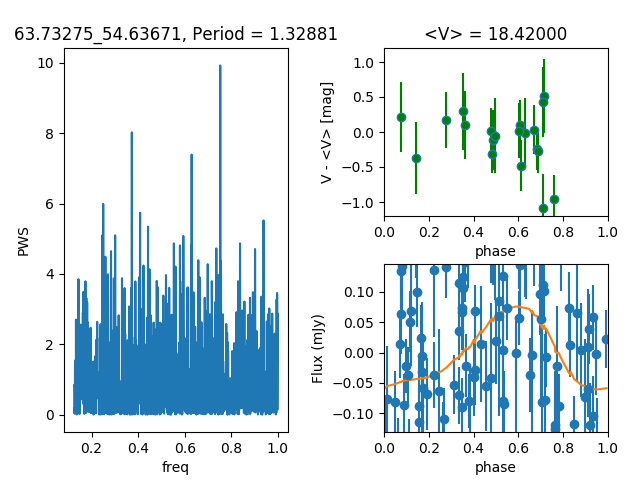 63.73275_54.63671, Period = 1.32881
<V> = 18.42000
10
8
6
4
2
0
PWS
0.2 0.4 0.6 0.8 1.0
freq
1.0
0.5
0.0
−0.5
−1.0
V - <V> [mag]
0.0 0.2 0.4 0.6 0.8 1.0
phase
0.10
0.05
0.00
−0.05
−0.10
Flux (mJy)
0.0 0.2 0.4 0.6 0.8 1.0
phase